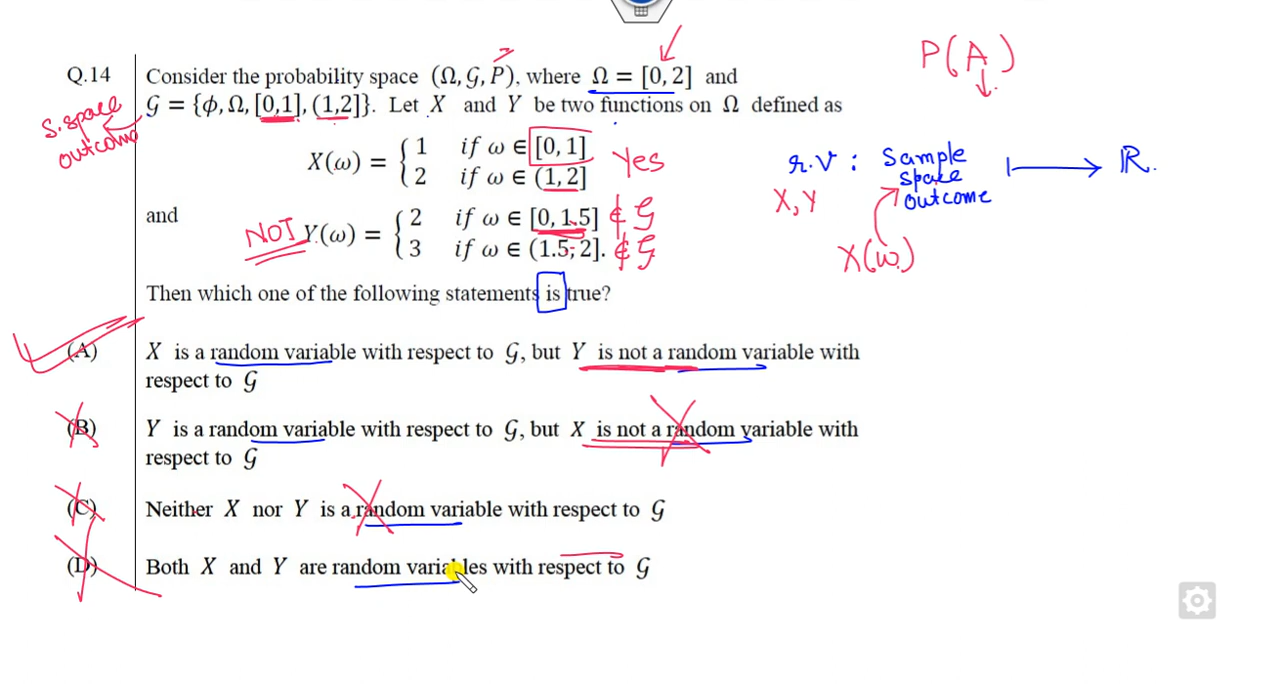 P(A)
Q.14 Consider the probability space (Ω, 𝒢, P), where Ω = [0, 2] and
𝒢 = {ϕ, Ω, [0,1], (1,2]}. Let X and Y be two functions on Ω defined as
S.space
outcome
X(ω) = { 1 if ω ∈ [0, 1]
2 if ω ∈ (1, 2]
Yes
r.v : Sample space outcome ⟼ ℝ.
X, Y
X(ω)
and
NOT Y(ω) = { 2 if ω ∈ [0, 1.5] ∉ 𝒢
3 if ω ∈ (1.5, 2]. ∉ 𝒢
Then which one of the following statements is true?
(A) X is a random variable with respect to 𝒢, but Y is not a random variable with
respect to 𝒢
(B) Y is a random variable with respect to 𝒢, but X is not a random variable with
respect to 𝒢
(C) Neither X nor Y is a random variable with respect to 𝒢
(D) Both X and Y are random variables with respect to 𝒢